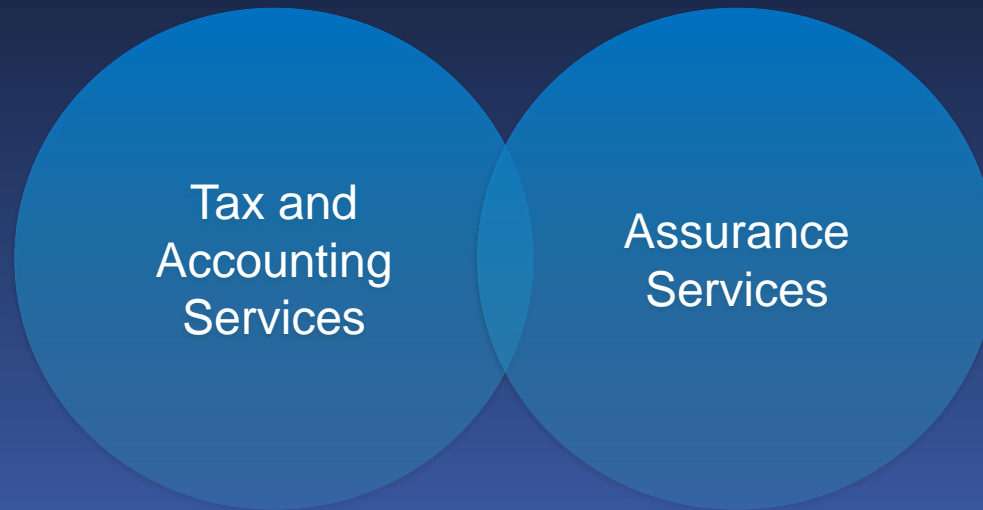 Tax and
Accounting
Services
Assurance
Services